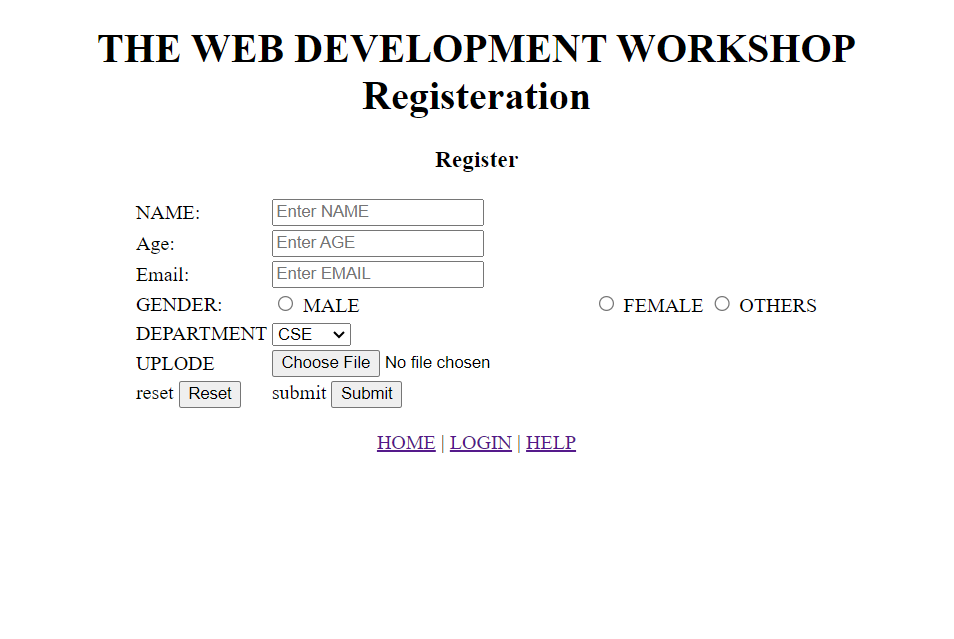 THE WEB DEVELOPMENT WORKSHOP
Registeration
Register
NAME: Enter NAME
Age: Enter AGE
Email: Enter EMAIL
GENDER: MALE FEMALE OTHERS
DEPARTMENT CSE
UPLODE Choose File No file chosen
reset Reset submit Submit
HOME | LOGIN | HELP